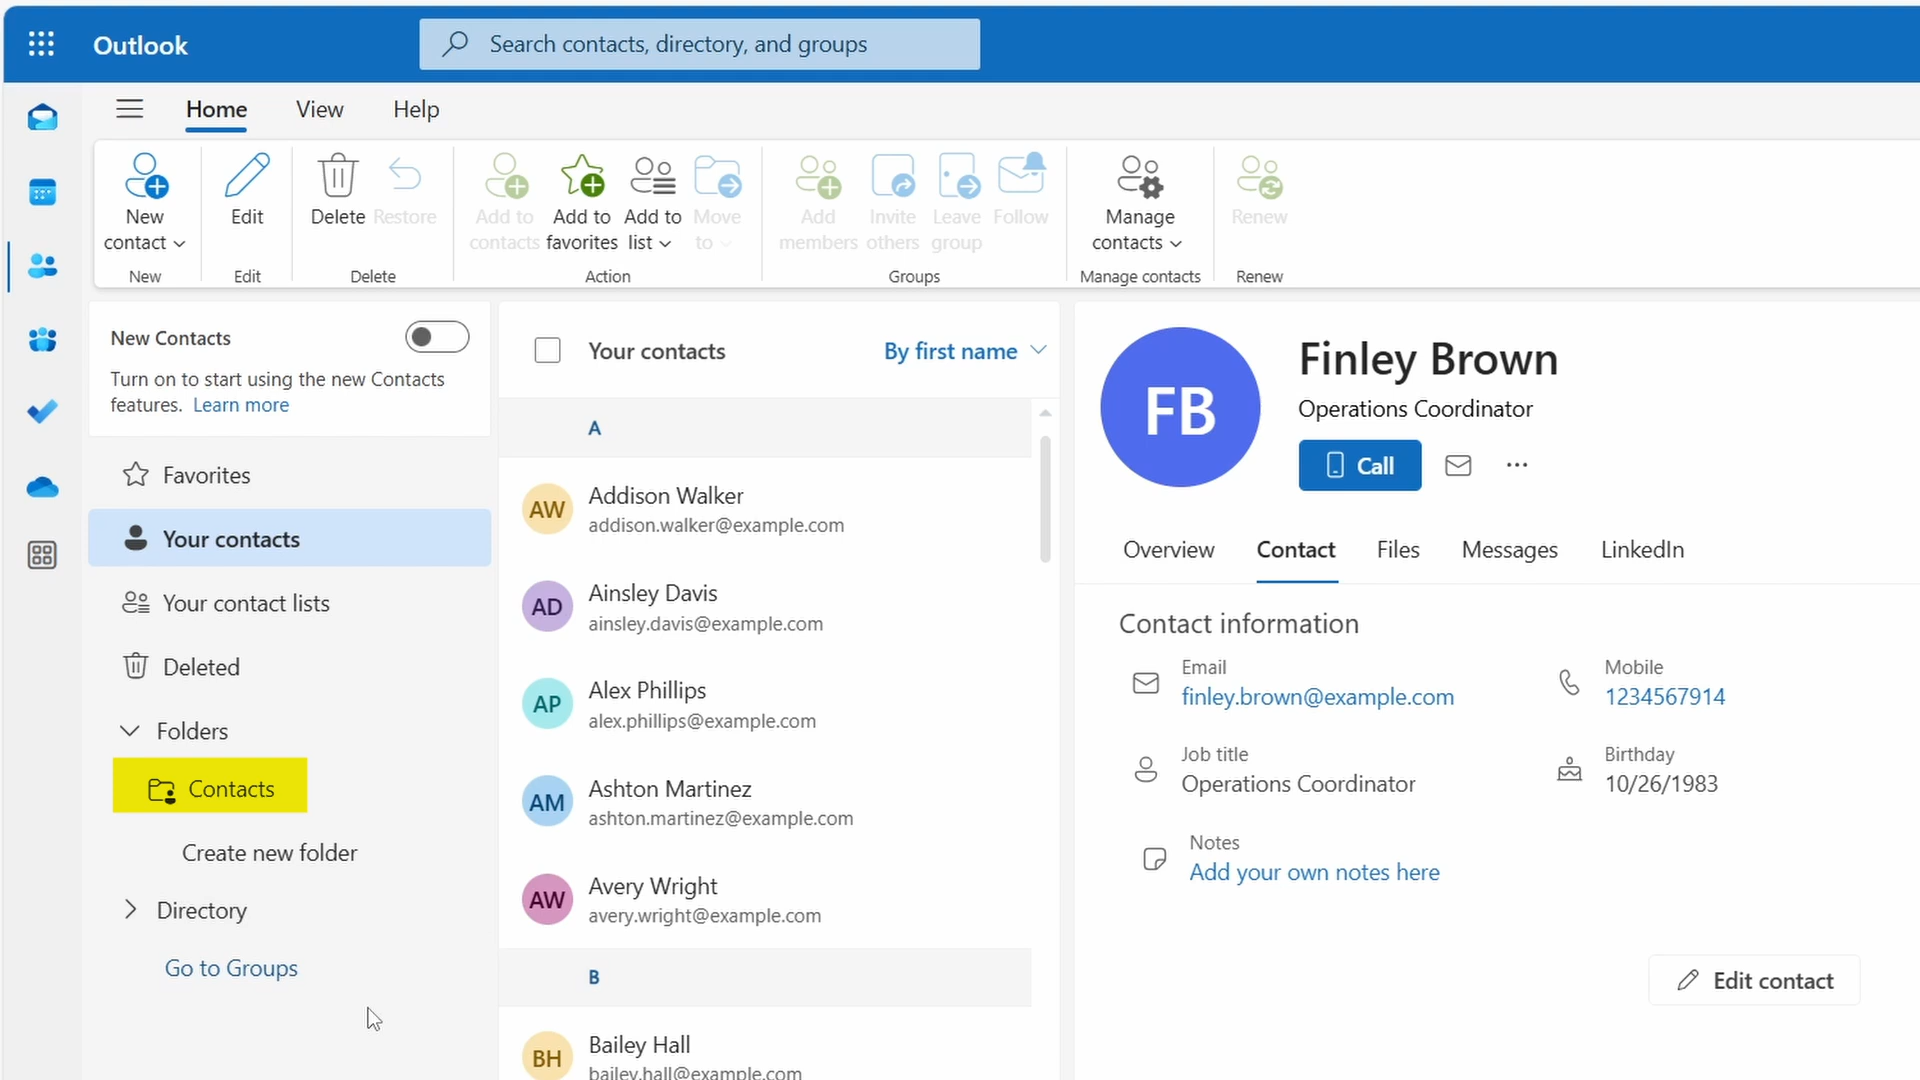 Outlook
Search contacts, directory, and groups
Home
View
Help
New
contact
New
Edit
Edit
Delete
Restore
Delete
Add to
contacts
Add to
favorites
Add to
list
Move
to
Action
Add
members
Invite
others
Leave
group
Follow
Groups
Manage
contacts
Manage contacts
Renew
Renew
New Contacts
Turn on to start using the new Contacts
features. Learn more
Favorites
Your contacts
Your contact lists
Deleted
Folders
Contacts
Create new folder
Directory
Go to Groups
Your contacts
By first name
A
AW
Addison Walker
addison.walker@example.com
AD
Ainsley Davis
ainsley.davis@example.com
AP
Alex Phillips
alex.phillips@example.com
AM
Ashton Martinez
ashton.martinez@example.com
AW
Avery Wright
avery.wright@example.com
B
BH
Bailey Hall
bailey.hall@example.com
FB
Finley Brown
Operations Coordinator
Call
Overview
Contact
Files
Messages
LinkedIn
Contact information
Email
finley.brown@example.com
Mobile
1234567914
Job title
Operations Coordinator
Birthday
10/26/1983
Notes
Add your own notes here
Edit contact